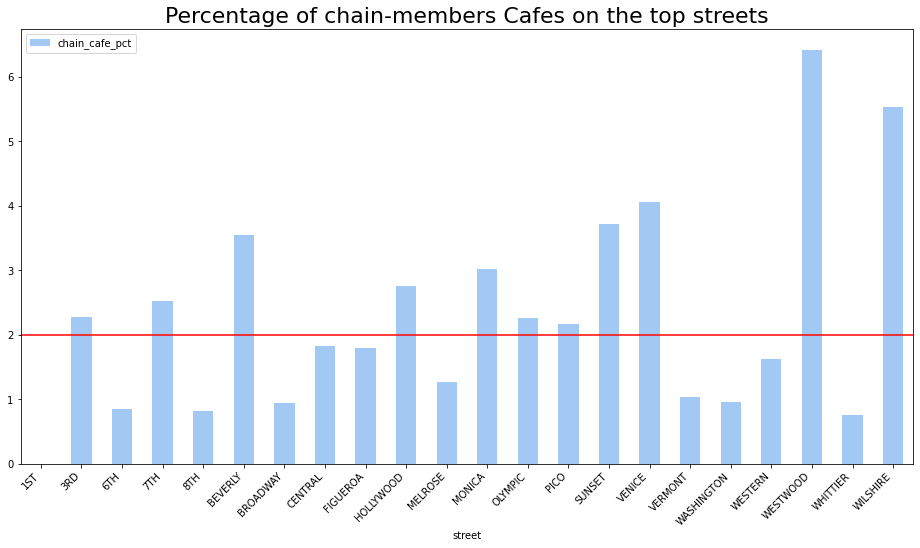 Percentage of chain-members Cafes on the top streets
chain_cafe_pct
6
5
4
3
2
1
0
1ST
3RD
6TH
7TH
8TH
BEVERLY
BROADWAY
CENTRAL
FIGUEROA
HOLLYWOOD
MELROSE
MONICA
OLYMPIC
PICO
SUNSET
VENICE
VERMONT
WASHINGTON
WESTERN
WESTWOOD
WHITTIER
WILSHIRE
street